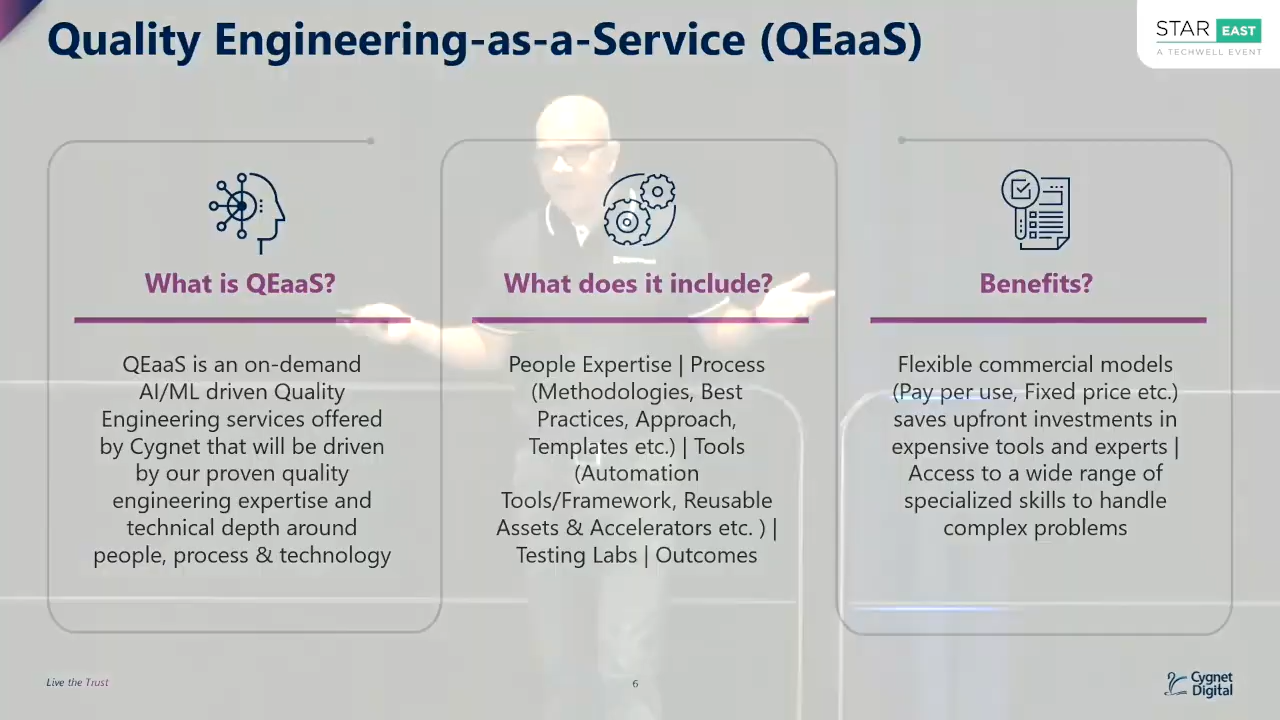 Quality Engineering-as-a-Service (QEaaS)
STAR EAST
A TECHWELL EVENT
What is QEaaS?
QEaaS is an on-demand
AI/ML driven Quality
Engineering services offered
by Cygnet that will be driven
by our proven quality
engineering expertise and
technical depth around
people, process & technology
What does it include?
People Expertise | Process
(Methodologies, Best
Practices, Approach,
Templates etc.) | Tools
(Automation
Tools/Framework, Reusable
Assets & Accelerators etc. ) |
Testing Labs | Outcomes
Benefits?
Flexible commercial models
(Pay per use, Fixed price etc.)
saves upfront investments in
expensive tools and experts |
Access to a wide range of
specialized skills to handle
complex problems
Live the Trust
6
Cygnet
Digital